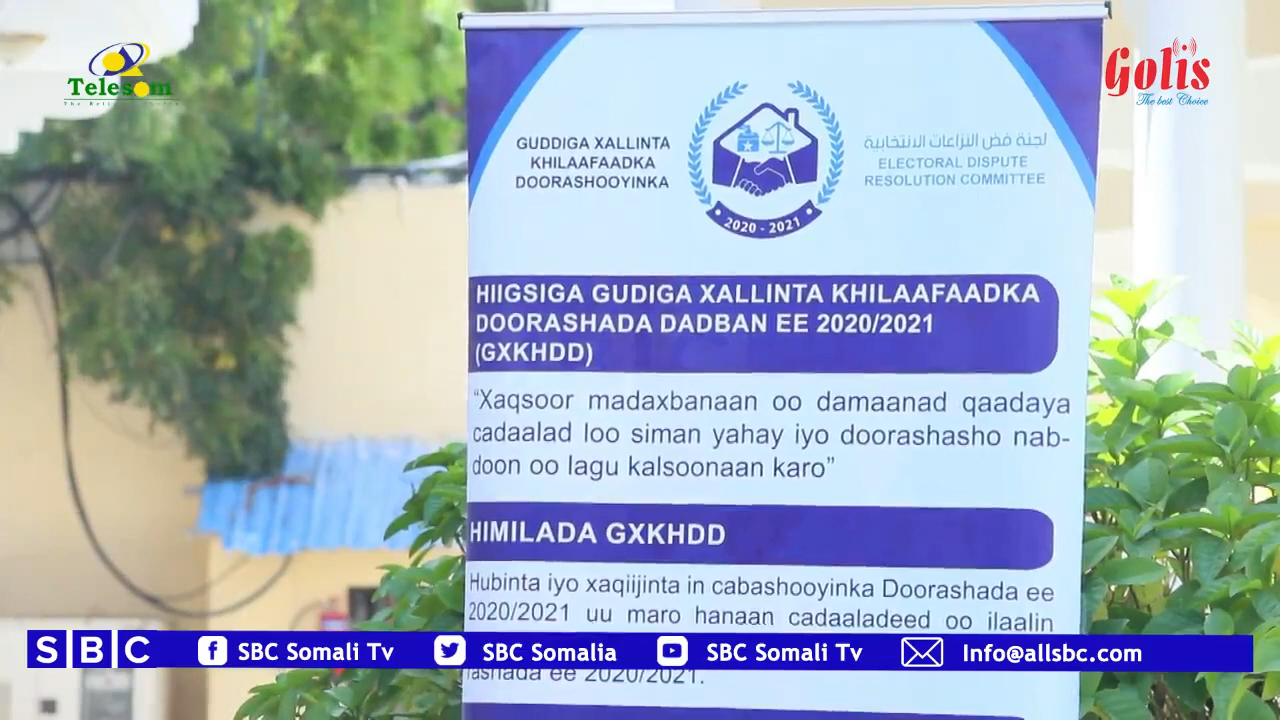 Telesom
Golis
The best Choice
GUDDIGA XALLINTA
KHILAAFAADKA
DOORASHOOYINKA
لجنة فض النزاعات الانتخابية
ELECTORAL DISPUTE
RESOLUTION COMMITTEE
2020 - 2021
HIIGSIGA GUDIGA XALLINTA KHILAAFAADKA
DOORASHADA DADBAN EE 2020/2021
(GXKHDD)
“Xaqsoor madaxbanaan oo damaanad qaadaya
cadaalad loo siman yahay iyo doorashasho nab-
doon oo lagu kalsoonaan karo”
HIMILADA GXKHDD
Hubinta iyo xaqiijinta in cabashooyinka Doorashada ee
2020/2021 uu maro hanaan cadaaladeed oo ilaalin
ee 2020/2021.
SBC
SBC Somali Tv
SBC Somalia
SBC Somali Tv
Info@allsbc.com